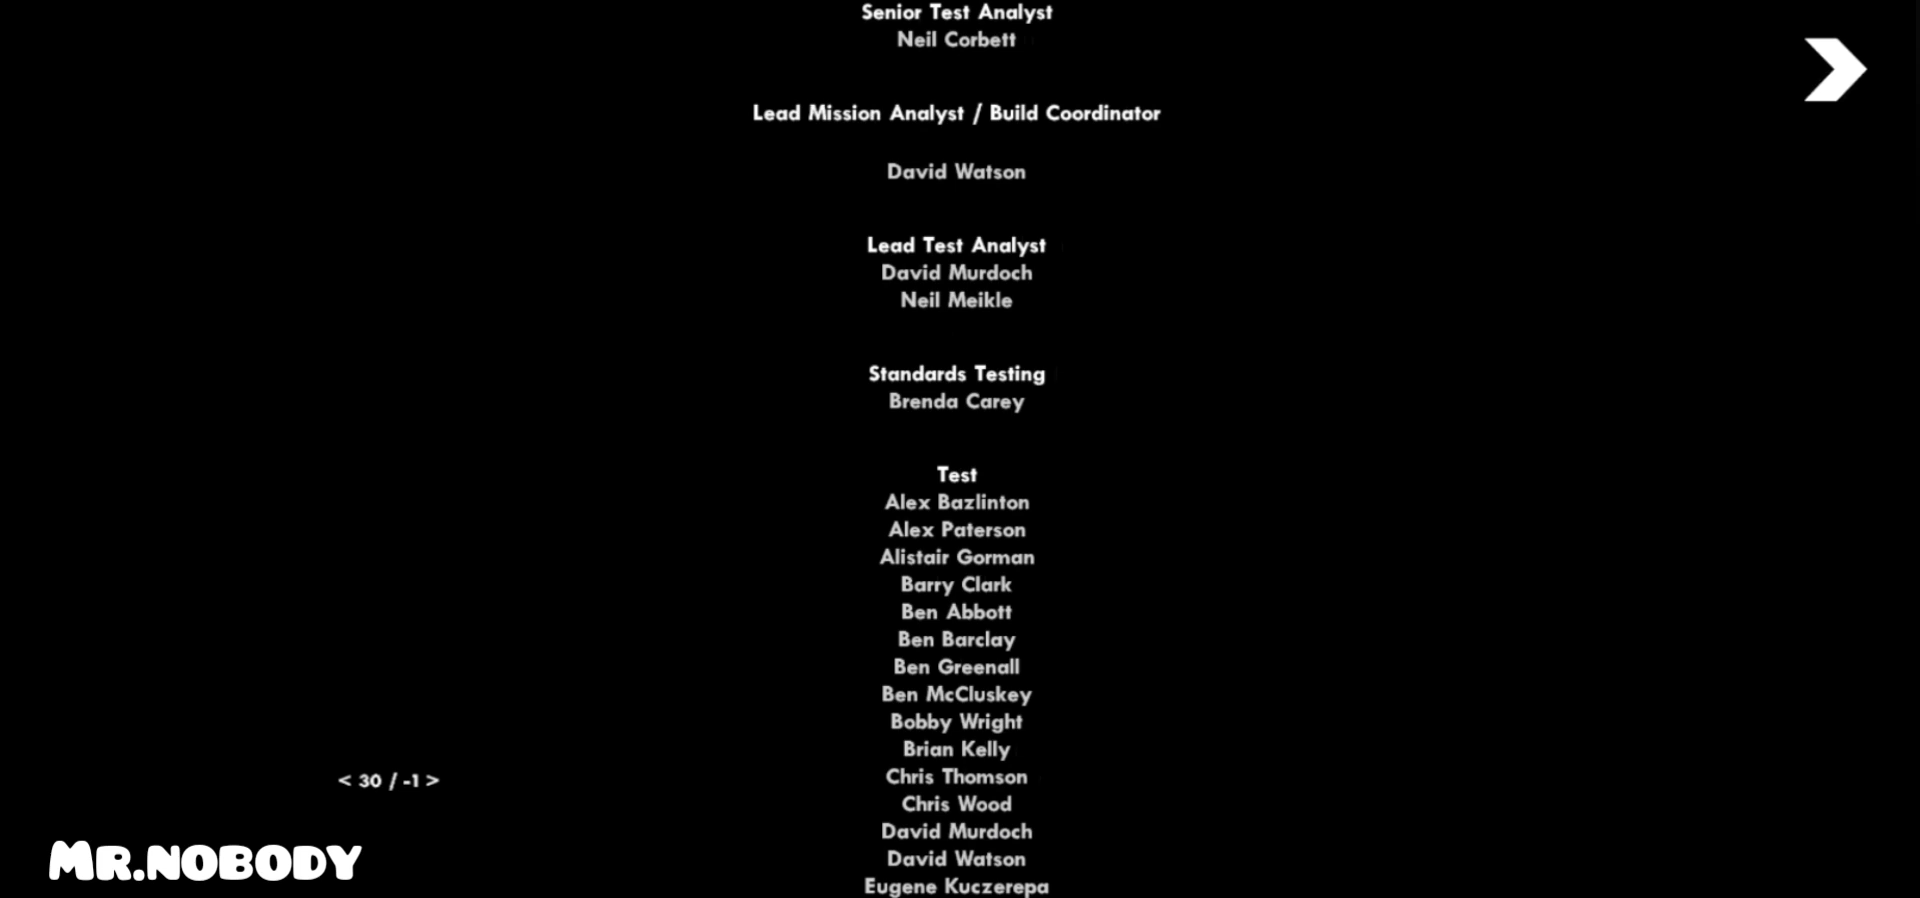 Senior Test Analyst
Neil Corbett
Lead Mission Analyst / Build Coordinator
David Watson
Lead Test Analyst
David Murdoch
Neil Meikle
Standards Testing
Brenda Carey
Test
Alex Bazlinton
Alex Paterson
Alistair Gorman
Barry Clark
Ben Abbott
Ben Barclay
Ben Greenall
Ben McCluskey
Bobby Wright
Brian Kelly
Chris Thomson
Chris Wood
David Murdoch
David Watson
Eugene Kuczerepa
< 30 / -1 >
MR.NOBODY